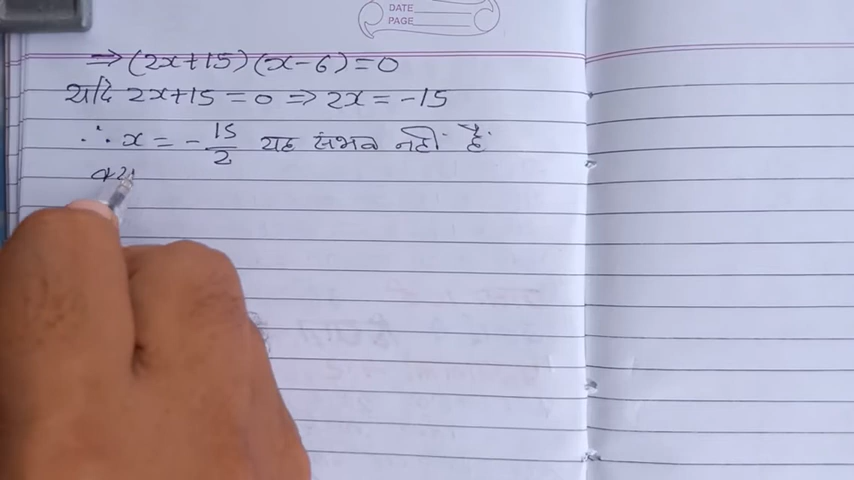 DATE
PAGE
⇒ (2x+15) (x-6) = 0
यदि 2x+15 = 0 ⇒ 2x = -15
∴ x = - 15/2 यह संभव नहीं है